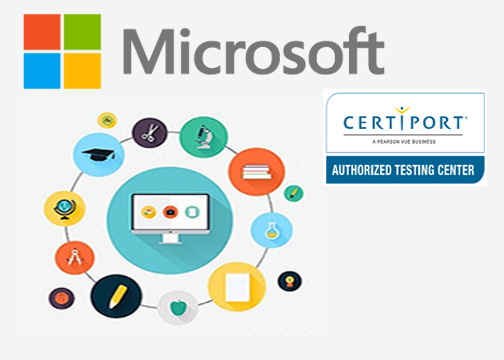 Microsoft
CERTIPORT®
A PEARSON VUE BUSINESS
AUTHORIZED TESTING CENTER